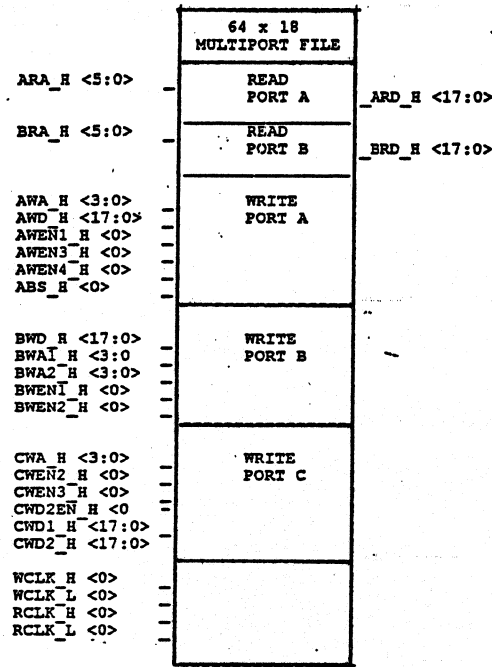 64 x 18
MULTIPORT FILE
ARA_H <5:0>
READ
PORT A
_ARD_H <17:0>
BRA_H <5:0>
READ
PORT B
_BRD_H <17:0>
AWA_H <3:0>
WRITE
AWD_H <17:0>
PORT A
AWEN1_H <0>
AWEN3_H <0>
AWEN4_H <0>
ABS_H <0>
BWD_H <17:0>
WRITE
BWA1_H <3:0
PORT B
BWA2_H <3:0>
BWEN1_H <0>
BWEN2_H <0>
CWA_H <3:0>
WRITE
CWEN2_H <0>
PORT C
CWEN3_H <0>
CWD2EN_H <0
CWD1_H <17:0>
CWD2_H <17:0>
WCLK_H <0>
WCLK_L <0>
RCLK_H <0>
RCLK_L <0>